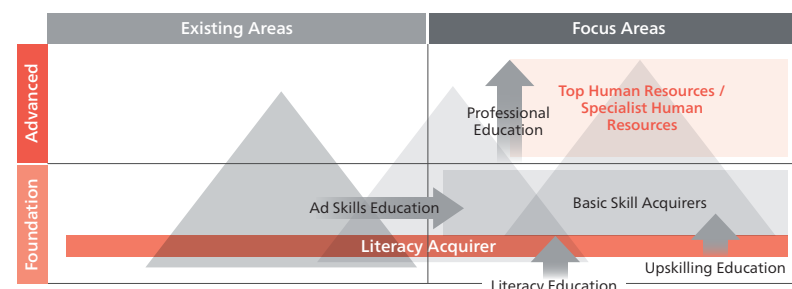 Existing Areas
Focus Areas
Advanced
Professional
Education
Top Human Resources /
Specialist Human
Resources
Foundation
Ad Skills Education
Basic Skill Acquirers
Literacy Acquirer
Upskilling Education
Literacy Education